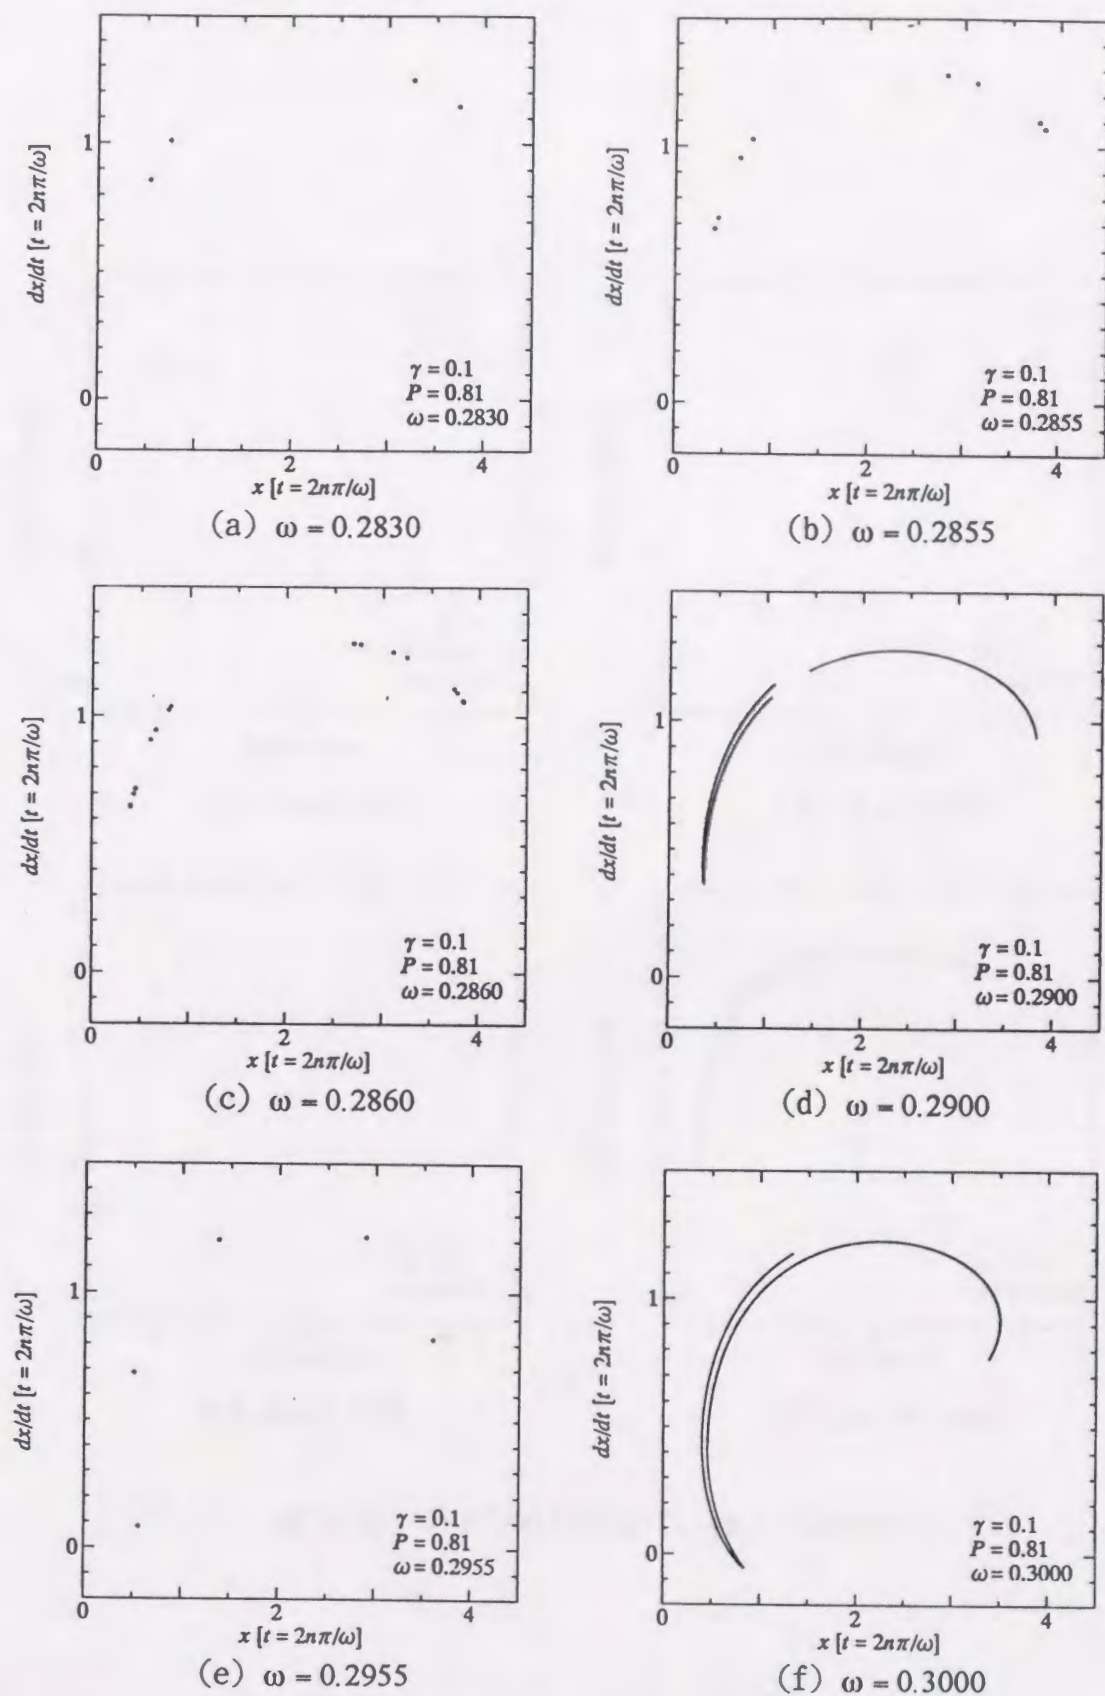 dx/dt [t = 2nπ/ω]
1
0
0
2
4
γ = 0.1
P = 0.81
ω = 0.2830
x [t = 2nπ/ω]
(a) ω = 0.2830
dx/dt [t = 2nπ/ω]
1
0
0
2
4
γ = 0.1
P = 0.81
ω = 0.2855
x [t = 2nπ/ω]
(b) ω = 0.2855
dx/dt [t = 2nπ/ω]
1
0
0
2
4
γ = 0.1
P = 0.81
ω = 0.2860
x [t = 2nπ/ω]
(c) ω = 0.2860
dx/dt [t = 2nπ/ω]
1
0
0
2
4
γ = 0.1
P = 0.81
ω = 0.2900
x [t = 2nπ/ω]
(d) ω = 0.2900
dx/dt [t = 2nπ/ω]
1
0
0
2
4
γ = 0.1
P = 0.81
ω = 0.2955
x [t = 2nπ/ω]
(e) ω = 0.2955
dx/dt [t = 2nπ/ω]
1
0
0
2
4
γ = 0.1
P = 0.81
ω = 0.3000
x [t = 2nπ/ω]
(f) ω = 0.3000